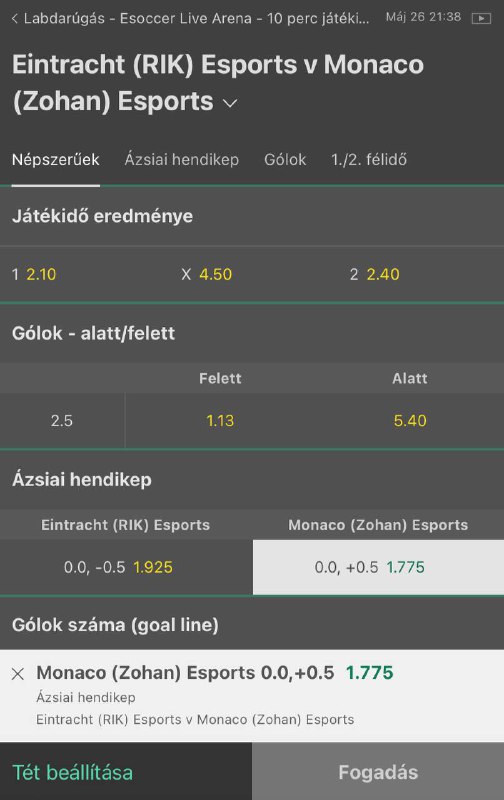 < Labdarúgás - Esoccer Live Arena - 10 perc játéki... Máj 26 21:38
Eintracht (RIK) Esports v Monaco
(Zohan) Esports
Népszerűek Ázsiai hendikep Gólok 1./2. félidő
Játékidő eredménye
1 2.10 X 4.50 2 2.40
Gólok - alatt/felett
Felett Alatt
2.5 1.13 5.40
Ázsiai hendikep
Eintracht (RIK) Esports Monaco (Zohan) Esports
0.0, -0.5 1.925 0.0, +0.5 1.775
Gólok száma (goal line)
Monaco (Zohan) Esports 0.0,+0.5 1.775
Ázsiai hendikep
Eintracht (RIK) Esports v Monaco (Zohan) Esports
Tét beállítása Fogadás